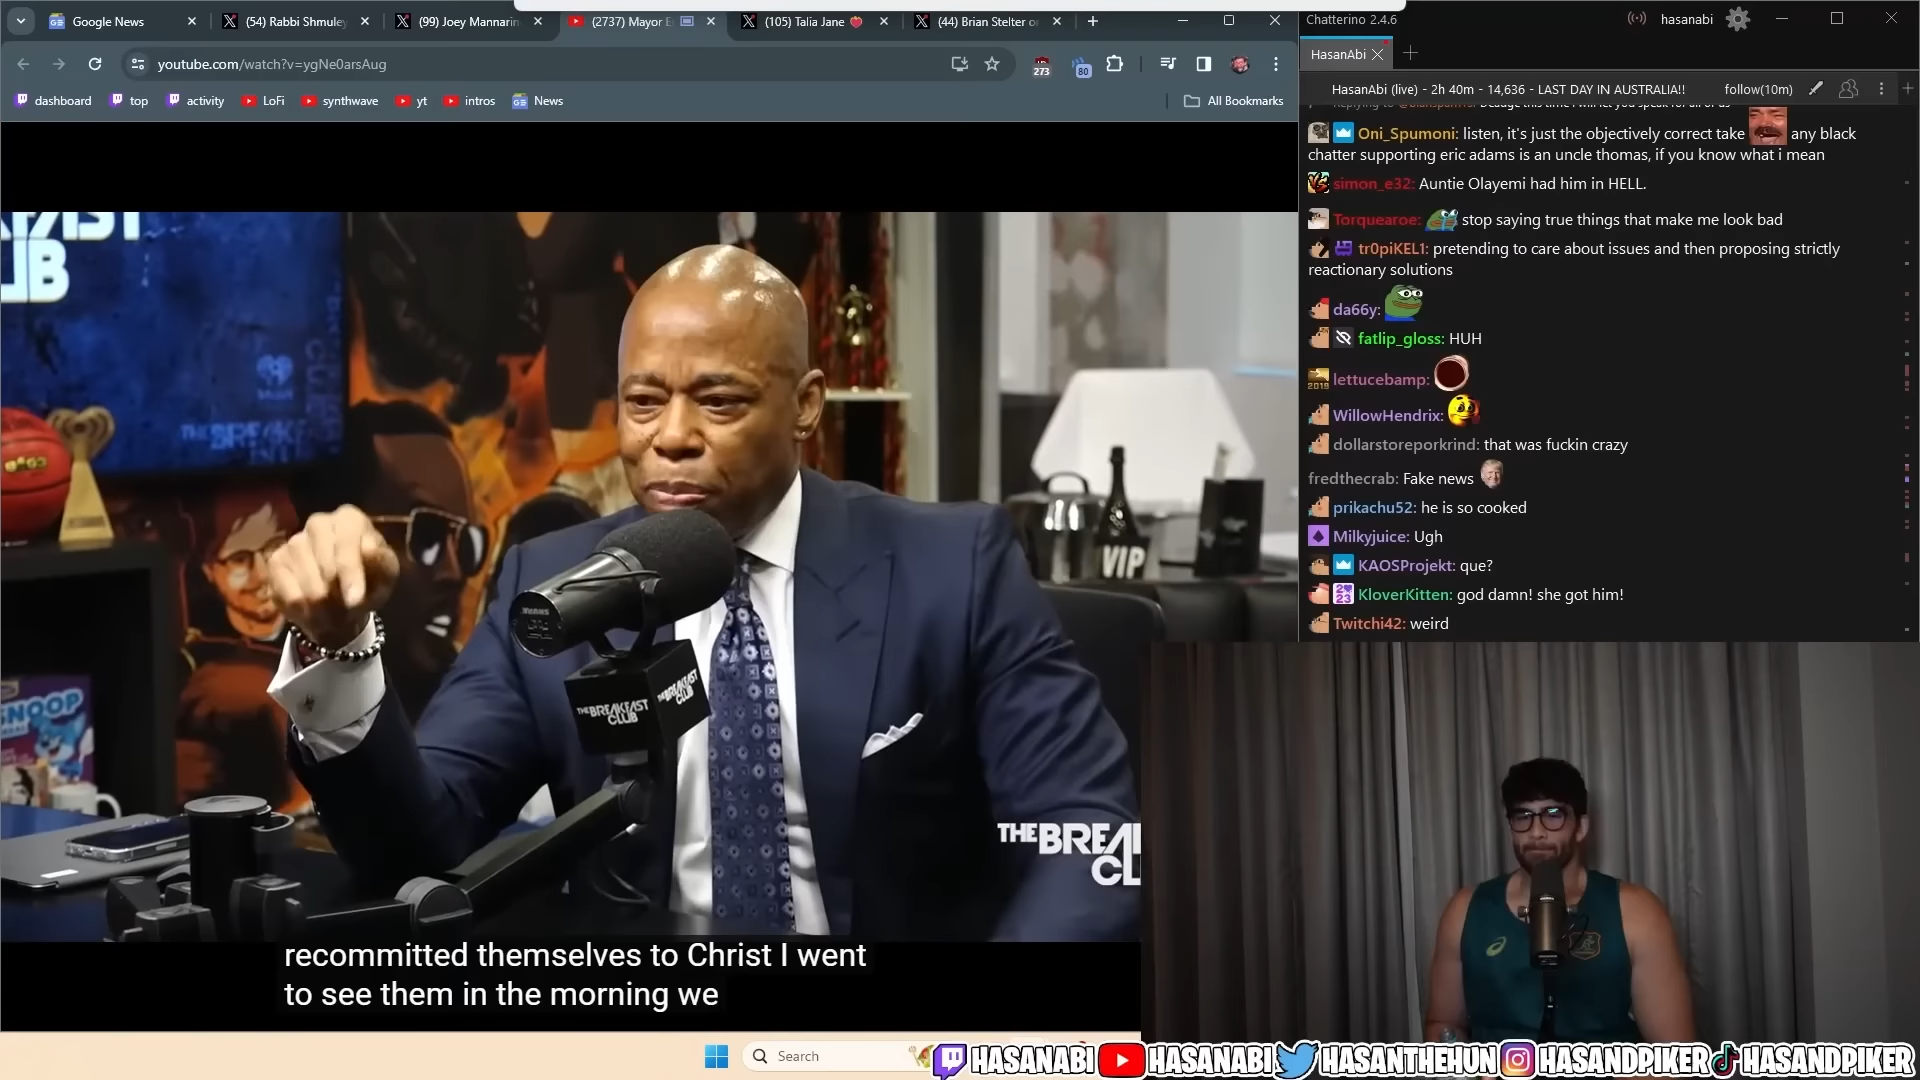 Google News
(54) Rabbi Shmuley
(99) Joey Mannarin
(2737) Mayor E
(105) Talia Jane
(44) Brian Stelter o
youtube.com/watch?v=ygNe0arsAug
273
80
dashboard
top
activity
LoFi
synthwave
yt
intros
News
All Bookmarks
CLUB
SNOOP
VIP
THE BREAKFAST CLUB
THE BREA
CL
recommitted themselves to Christ I went
to see them in the morning we
Search
Chatterino 2.4.6
hasanabi
HasanAbi
HasanAbi (live) - 2h 40m - 14,636 - LAST DAY IN AUSTRALIA!!
follow(10m)
Oni_Spumoni: listen, it's just the objectively correct take any black
chatter supporting eric adams is an uncle thomas, if you know what i mean
simon_e32: Auntie Olayemi had him in HELL.
Torquearoe: stop saying true things that make me look bad
tr0piKEL1: pretending to care about issues and then proposing strictly
reactionary solutions
da66y:
fatlip_gloss: HUH
lettucebamp:
WillowHendrix:
dollarstoreporkrind: that was fuckin crazy
fredthecrab: Fake news
prikachu52: he is so cooked
Milkyjuice: Ugh
KAOSProjekt: que?
KloverKitten: god damn! she got him!
Twitchi42: weird
HASANABI HASANABI HASANTHEHUN HASANDPIKER HASANDPIKER